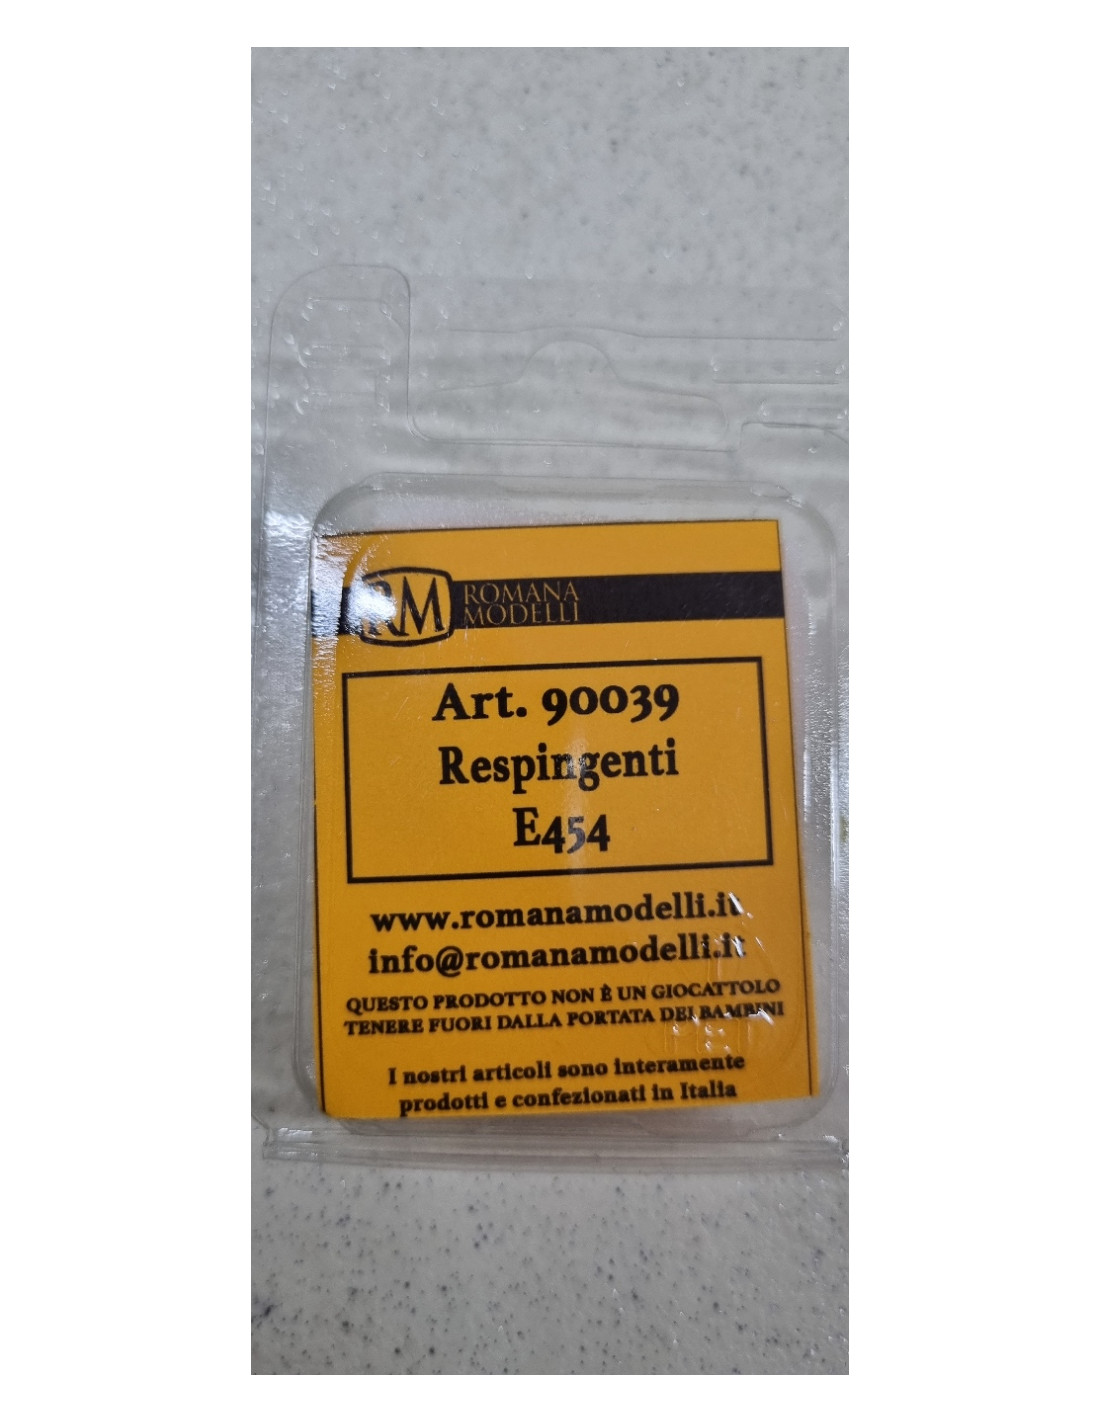 RM
ROMANA
MODELLI
Art. 90039
Respingenti
E454
www.romanamodelli.it
info@romanamodelli.it
QUESTO PRODOTTO NON È UN GIOCATTOLO
TENERE FUORI DALLA PORTATA DEI BAMBINI
I nostri articoli sono interamente
prodotti e confezionati in Italia